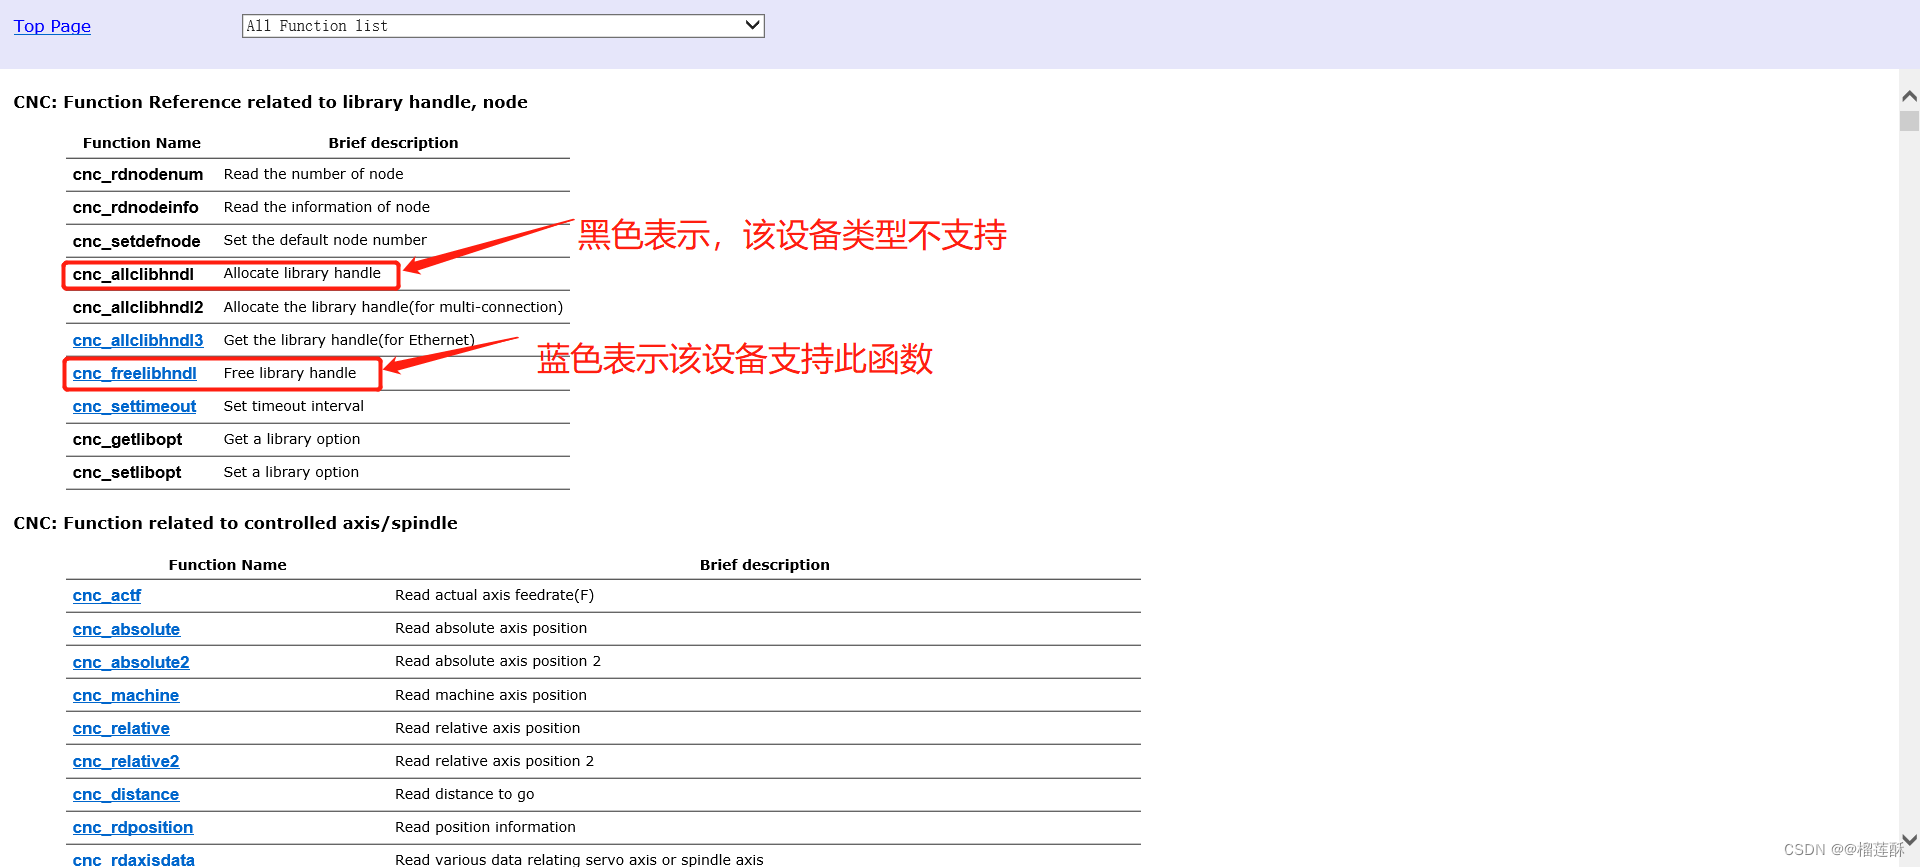 Top Page
All Function list
CNC: Function Reference related to library handle, node
Function Name Brief description
cnc_rdnodenum Read the number of node
cnc_rdnodeinfo Read the information of node
cnc_setdefnode Set the default node number
黑色表示，该设备类型不支持
cnc_allclibhndl Allocate library handle
cnc_allclibhndl2 Allocate the library handle(for multi-connection)
cnc_allclibhndl3 Get the library handle(for Ethernet)
蓝色表示该设备支持此函数
cnc_freelibhndl Free library handle
cnc_settimeout Set timeout interval
cnc_getlibopt Get a library option
cnc_setlibopt Set a library option
CNC: Function related to controlled axis/spindle
Function Name Brief description
cnc_actf Read actual axis feedrate(F)
cnc_absolute Read absolute axis position
cnc_absolute2 Read absolute axis position 2
cnc_machine Read machine axis position
cnc_relative Read relative axis position
cnc_relative2 Read relative axis position 2
cnc_distance Read distance to go
cnc_rdposition Read position information
cnc_rdaxisdata Read various data relating servo axis or spindle axis
CSDN @@榴莲酥